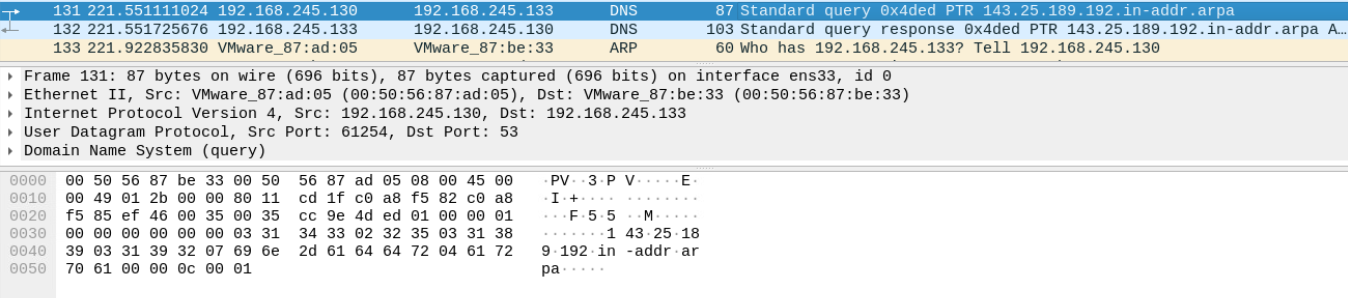 131 221.551111024 192.168.245.130 192.168.245.133 DNS 87 Standard query 0x4ded PTR 143.25.189.192.in-addr.arpa
132 221.551725676 192.168.245.133 192.168.245.130 DNS 103 Standard query response 0x4ded PTR 143.25.189.192.in-addr.arpa A…
133 221.922835830 VMware_87:ad:05 VMware_87:be:33 ARP 60 Who has 192.168.245.133? Tell 192.168.245.130
Frame 131: 87 bytes on wire (696 bits), 87 bytes captured (696 bits) on interface ens33, id 0
Ethernet II, Src: VMware_87:ad:05 (00:50:56:87:ad:05), Dst: VMware_87:be:33 (00:50:56:87:be:33)
Internet Protocol Version 4, Src: 192.168.245.130, Dst: 192.168.245.133
User Datagram Protocol, Src Port: 61254, Dst Port: 53
Domain Name System (query)
0000 00 50 56 87 be 33 00 50 56 87 ad 05 08 00 45 00 ·PV··3·P V·····E·
0010 00 49 01 2b 00 00 80 11 cd 1f c0 a8 f5 82 c0 a8 ·I·+···· ········
0020 f5 85 ef 46 00 35 00 35 cc 9e 4d ed 01 00 00 01 ···F·5·5 ··M·····
0030 00 00 00 00 00 00 03 31 34 33 02 32 35 03 31 38 ·······1 43·25·18
0040 39 03 31 39 32 07 69 6e 2d 61 64 64 72 04 61 72 9·192·in -addr·ar
0050 70 61 00 00 0c 00 01 pa·····